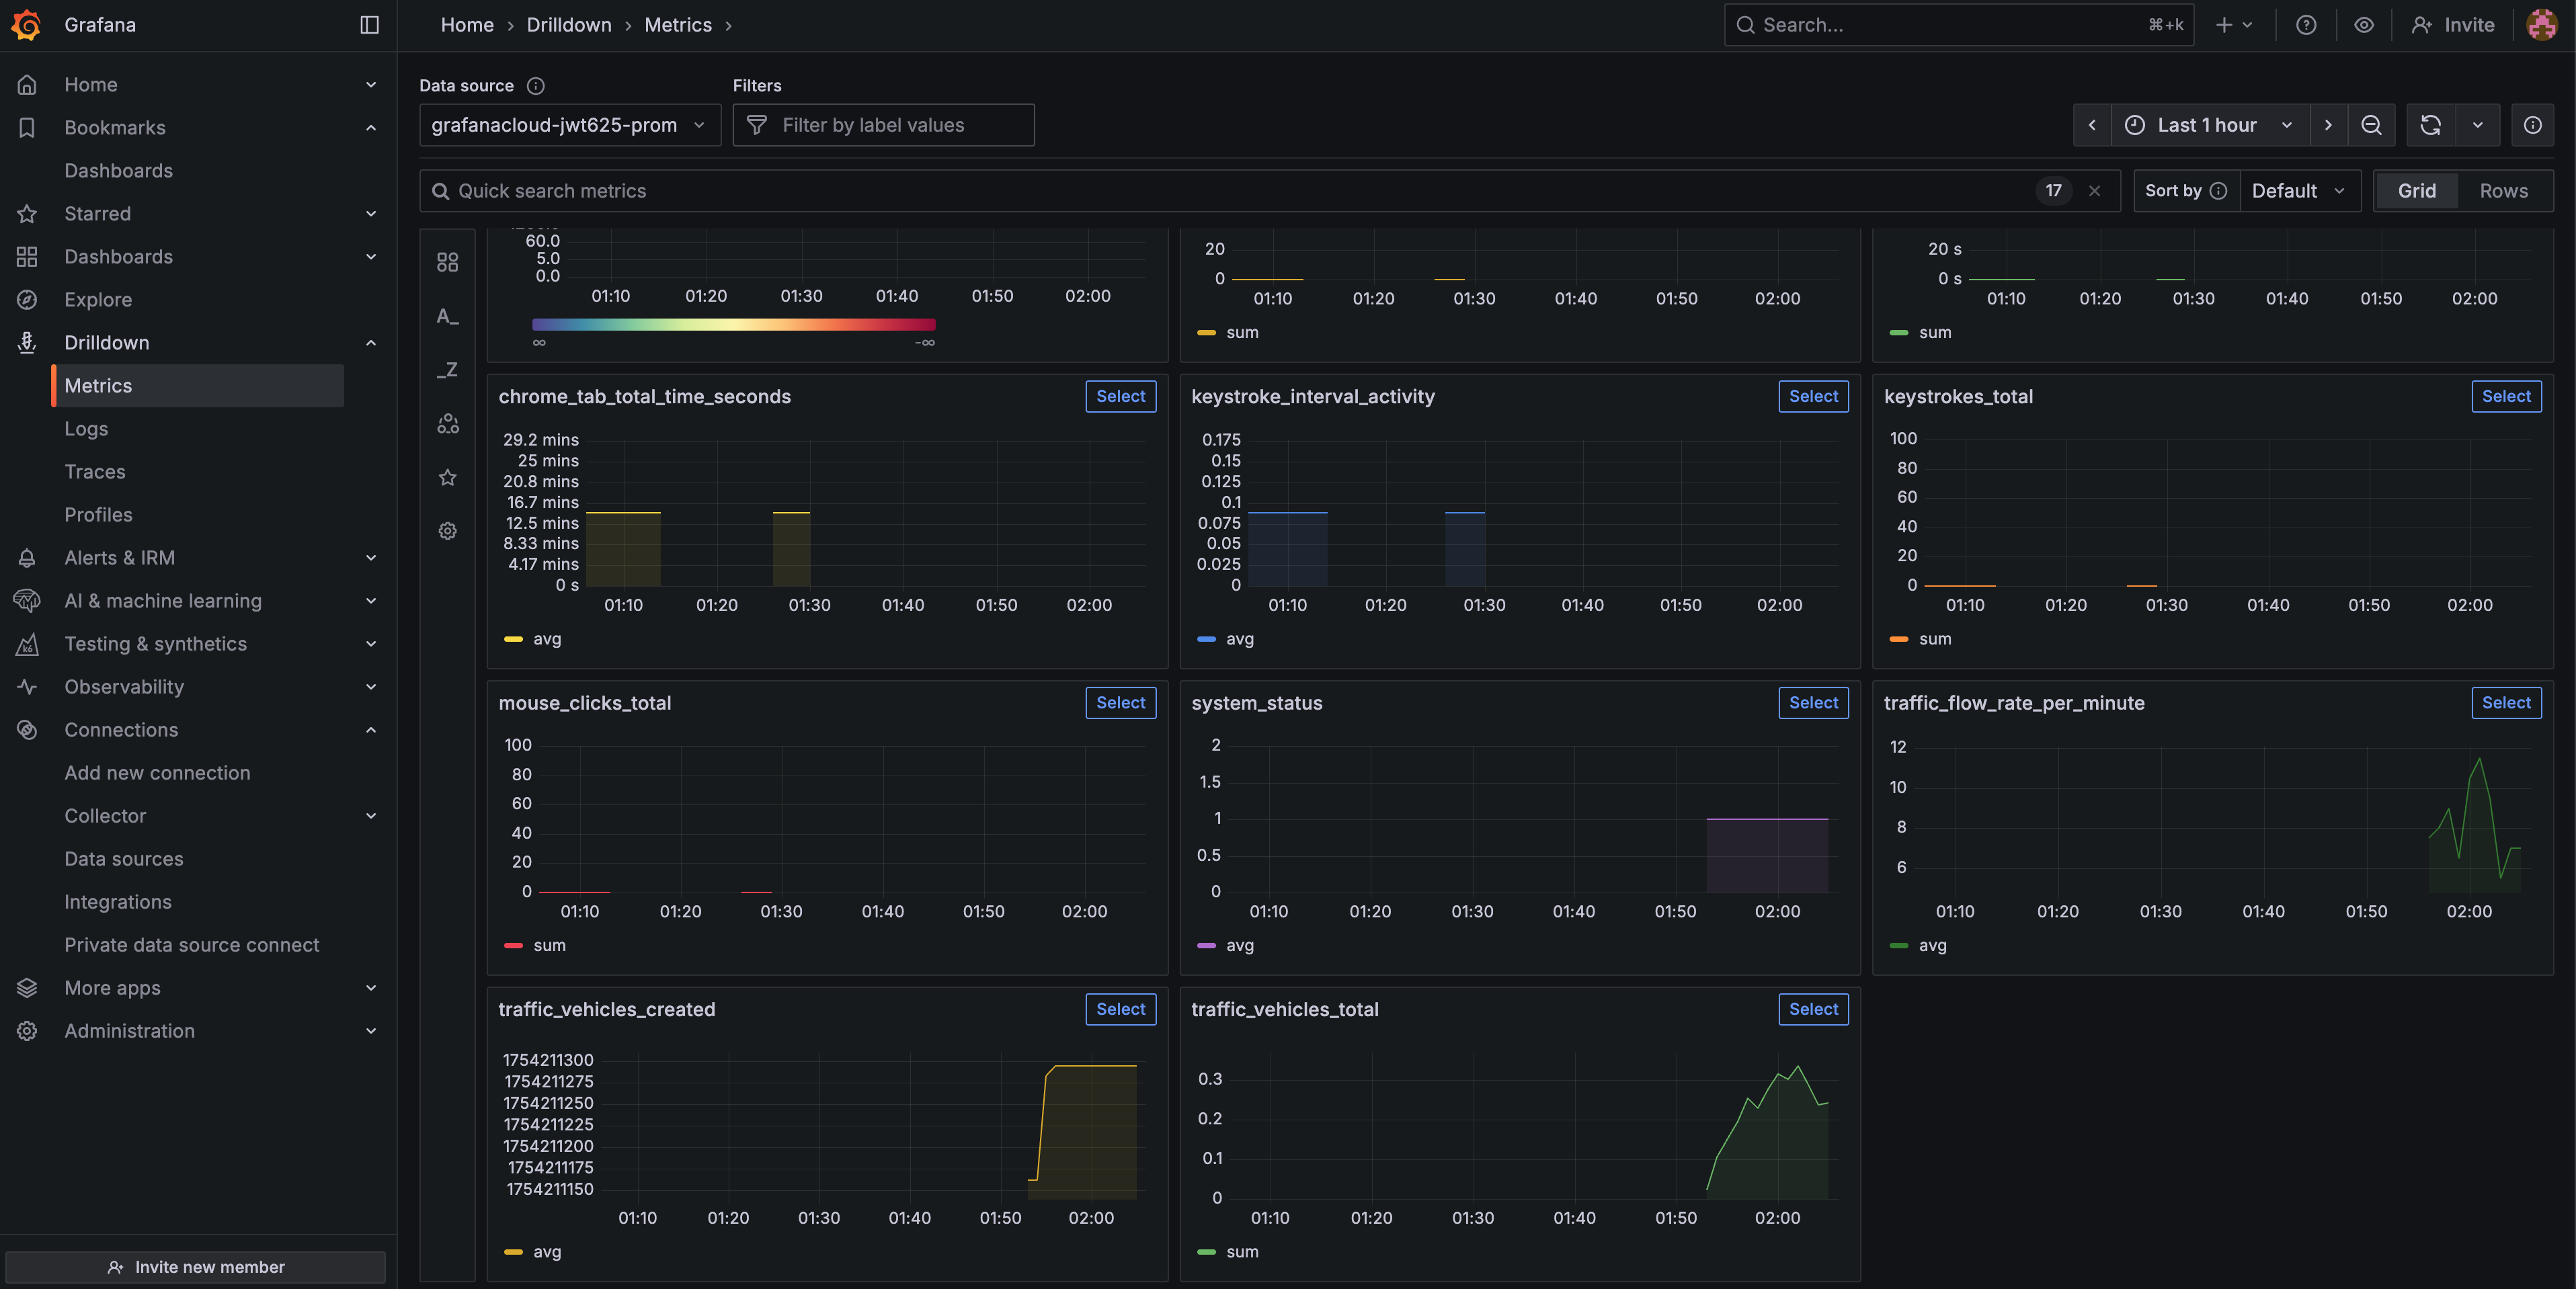 Grafana
Home › Drilldown › Metrics ›
Search...
⌘+k
Invite
Home
Bookmarks
Dashboards
Starred
Dashboards
Explore
Drilldown
Metrics
Logs
Traces
Profiles
Alerts & IRM
AI & machine learning
Testing & synthetics
Observability
Connections
Add new connection
Collector
Data sources
Integrations
Private data source connect
More apps
Administration
Invite new member
Data source
Filters
grafanacloud-jwt625-prom
Filter by label values
Last 1 hour
Quick search metrics
17
Sort by
Default
Grid
Rows
A_
_Z
60.0
5.0
0.0
01:10 01:20 01:30 01:40 01:50 02:00
∞ -∞
20
0
01:10 01:20 01:30 01:40 01:50 02:00
sum
20 s
0 s
01:10 01:20 01:30 01:40 01:50 02:00
sum
chrome_tab_total_time_seconds
Select
29.2 mins
25 mins
20.8 mins
16.7 mins
12.5 mins
8.33 mins
4.17 mins
0 s
01:10 01:20 01:30 01:40 01:50 02:00
avg
keystroke_interval_activity
Select
0.175
0.15
0.125
0.1
0.075
0.05
0.025
0
01:10 01:20 01:30 01:40 01:50 02:00
avg
keystrokes_total
Select
100
80
60
40
20
0
01:10 01:20 01:30 01:40 01:50 02:00
sum
mouse_clicks_total
Select
100
80
60
40
20
0
01:10 01:20 01:30 01:40 01:50 02:00
sum
system_status
Select
2
1.5
1
0.5
0
01:10 01:20 01:30 01:40 01:50 02:00
avg
traffic_flow_rate_per_minute
Select
12
10
8
6
01:10 01:20 01:30 01:40 01:50 02:00
avg
traffic_vehicles_created
Select
1754211300
1754211275
1754211250
1754211225
1754211200
1754211175
1754211150
01:10 01:20 01:30 01:40 01:50 02:00
avg
traffic_vehicles_total
Select
0.3
0.2
0.1
0
01:10 01:20 01:30 01:40 01:50 02:00
sum